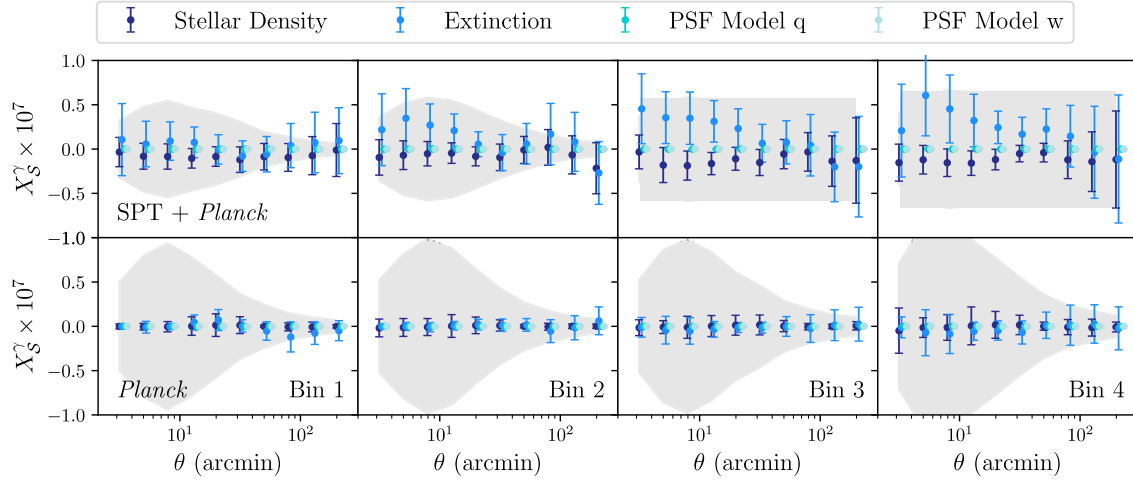 Stellar Density Extinction PSF Model q PSF Model w
1.0
0.5
0.0
−0.5
−1.0
X_S^γ × 10^7
SPT + Planck
0.5
0.0
−0.5
−1.0
X_S^γ × 10^7
Planck Bin 1 Bin 2 Bin 3 Bin 4
10^1 10^2 10^1 10^2 10^1 10^2 10^1 10^2
θ (arcmin) θ (arcmin) θ (arcmin) θ (arcmin)